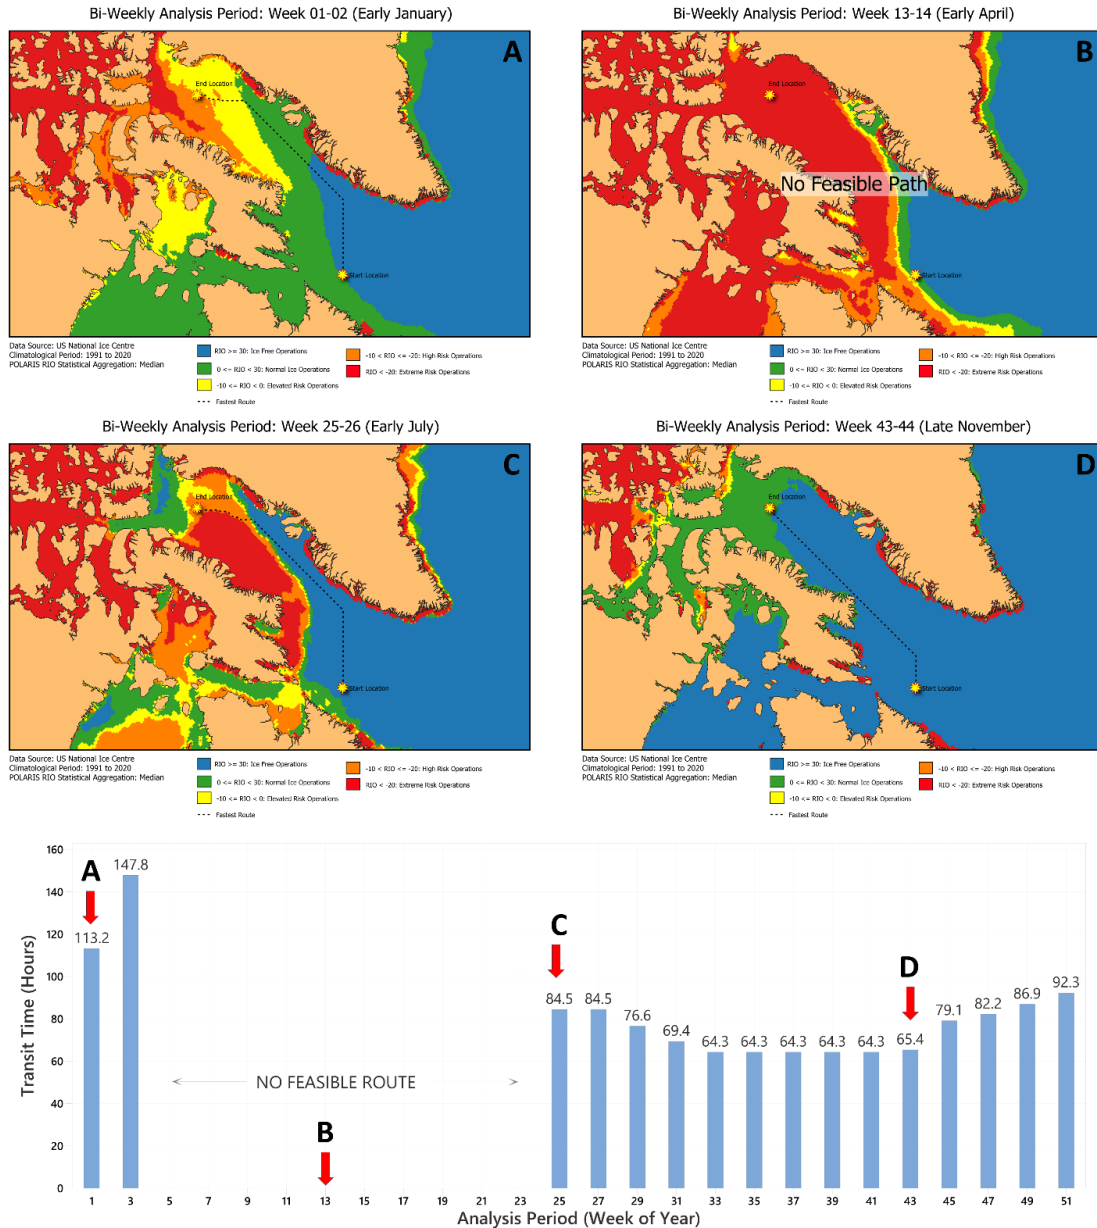 Bi-Weekly Analysis Period: Week 01-02 (Early January)
A
End Location
Start Location
Data Source: US National Ice Centre
Climatological Period: 1991 to 2020
POLARIS RIO Statistical Aggregation: Median
RIO >= 30: Ice Free Operations
0 <= RIO < 30: Normal Ice Operations
-10 <= RIO < 0: Elevated Risk Operations
Fastest Route
-10 < RIO <= -20: High Risk Operations
RIO < -20: Extreme Risk Operations
Bi-Weekly Analysis Period: Week 13-14 (Early April)
B
End Location
No Feasible Path
Start Location
Data Source: US National Ice Centre
Climatological Period: 1991 to 2020
POLARIS RIO Statistical Aggregation: Median
RIO >= 30: Ice Free Operations
0 <= RIO < 30: Normal Ice Operations
-10 <= RIO < 0: Elevated Risk Operations
Fastest Route
-10 < RIO <= -20: High Risk Operations
RIO < -20: Extreme Risk Operations
Bi-Weekly Analysis Period: Week 25-26 (Early July)
C
End Location
Start Location
Data Source: US National Ice Centre
Climatological Period: 1991 to 2020
POLARIS RIO Statistical Aggregation: Median
RIO >= 30: Ice Free Operations
0 <= RIO < 30: Normal Ice Operations
-10 <= RIO < 0: Elevated Risk Operations
Fastest Route
-10 < RIO <= -20: High Risk Operations
RIO < -20: Extreme Risk Operations
Bi-Weekly Analysis Period: Week 43-44 (Late November)
D
End Location
Start Location
Data Source: US National Ice Centre
Climatological Period: 1991 to 2020
POLARIS RIO Statistical Aggregation: Median
RIO >= 30: Ice Free Operations
0 <= RIO < 30: Normal Ice Operations
-10 <= RIO < 0: Elevated Risk Operations
Fastest Route
-10 < RIO <= -20: High Risk Operations
RIO < -20: Extreme Risk Operations
Transit Time (Hours)
160
140
120
100
80
60
40
20
0
A
B
C
D
113.2 147.8 84.5 84.5 76.6 69.4 64.3 64.3 64.3 64.3 64.3 65.4 79.1 82.2 86.9 92.3
NO FEASIBLE ROUTE
1 3 5 7 9 11 13 15 17 19 21 23 25 27 29 31 33 35 37 39 41 43 45 47 49 51
Analysis Period (Week of Year)